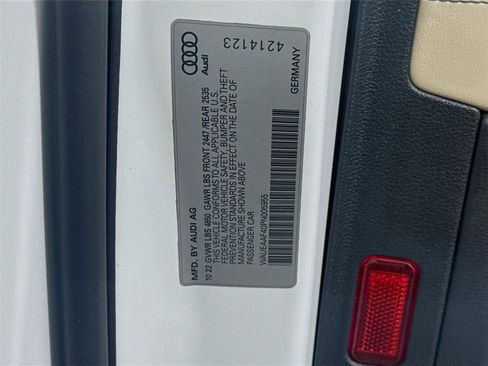 4214123
Audi
GERMANY
MFD. BY AUDI AG
10 22 GVWR LBS 4850 GAWR LBS FRONT 2447 /REAR 2535
THIS VEHICLE CONFORMS TO ALL APPLICABLE U.S.
FEDERAL MOTOR VEHICLE SAFETY, BUMPER AND THEFT
PREVENTION STANDARDS IN EFFECT ON THE DATE OF
MANUFACTURE SHOWN ABOVE
PASSENGER CAR
WAUEAAF40PN006865